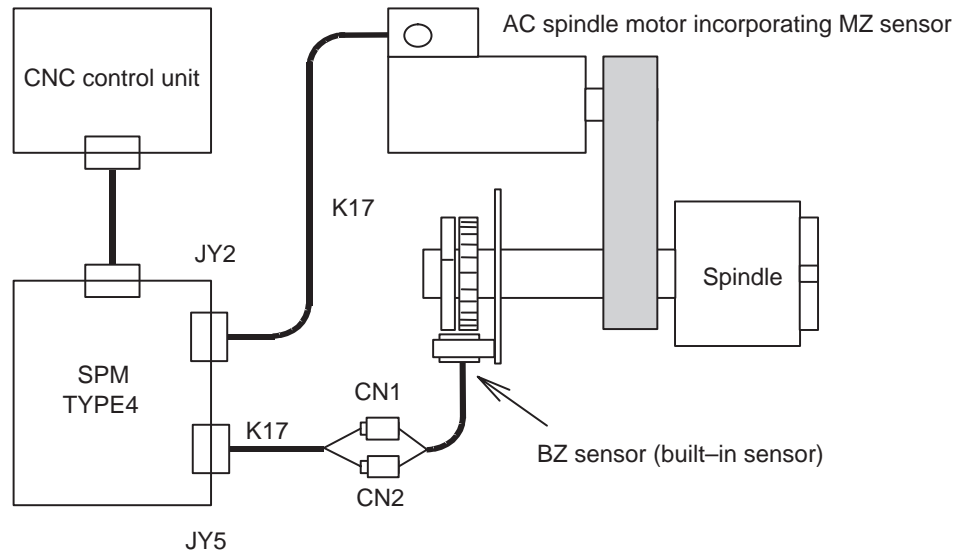 AC spindle motor incorporating MZ sensor
CNC control unit
K17
JY2
Spindle
SPM
TYPE4
CN1
K17
BZ sensor (built–in sensor)
CN2
JY5